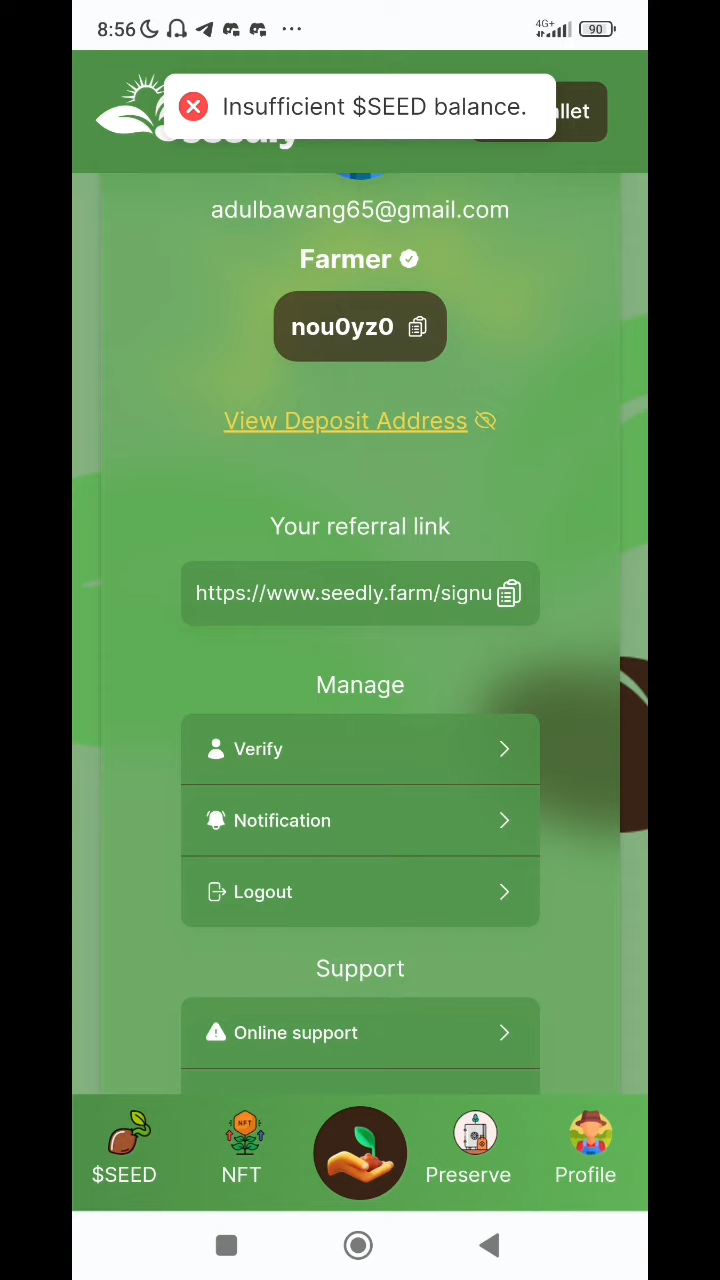 8:56
4G+
90
Insufficient $SEED balance.
adulbawang65@gmail.com
Farmer
nou0yz0
View Deposit Address
Your referral link
https://www.seedly.farm/signu
Manage
Verify
Notification
Logout
Support
Online support
NFT
$SEED
NFT
Preserve
Profile